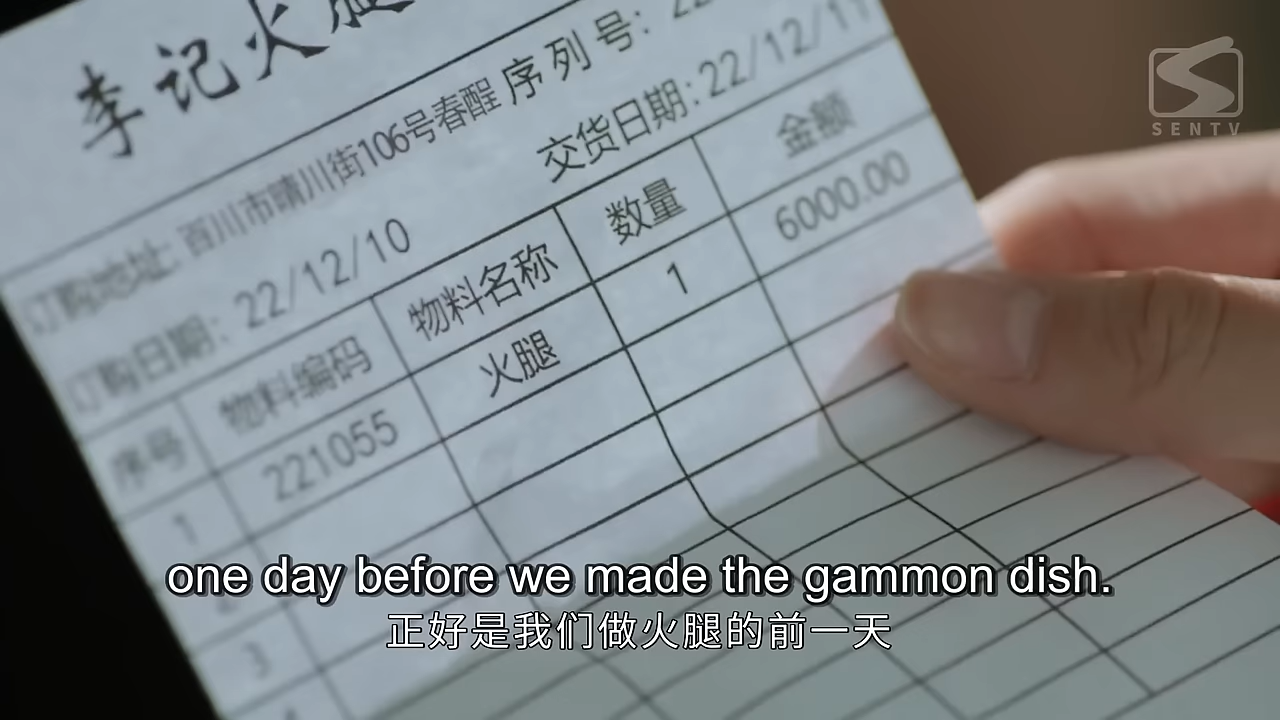 李记火腿
SENTV
订购地址: 百川市晴川街106号春酲 序列号: 22
订购日期: 22/12/10 交货日期: 22/12/11
序号 物料编码 物料名称 数量 金额
1 221055 火腿 1 6000.00
2
3
4
one day before we made the gammon dish.
正好是我们做火腿的前一天